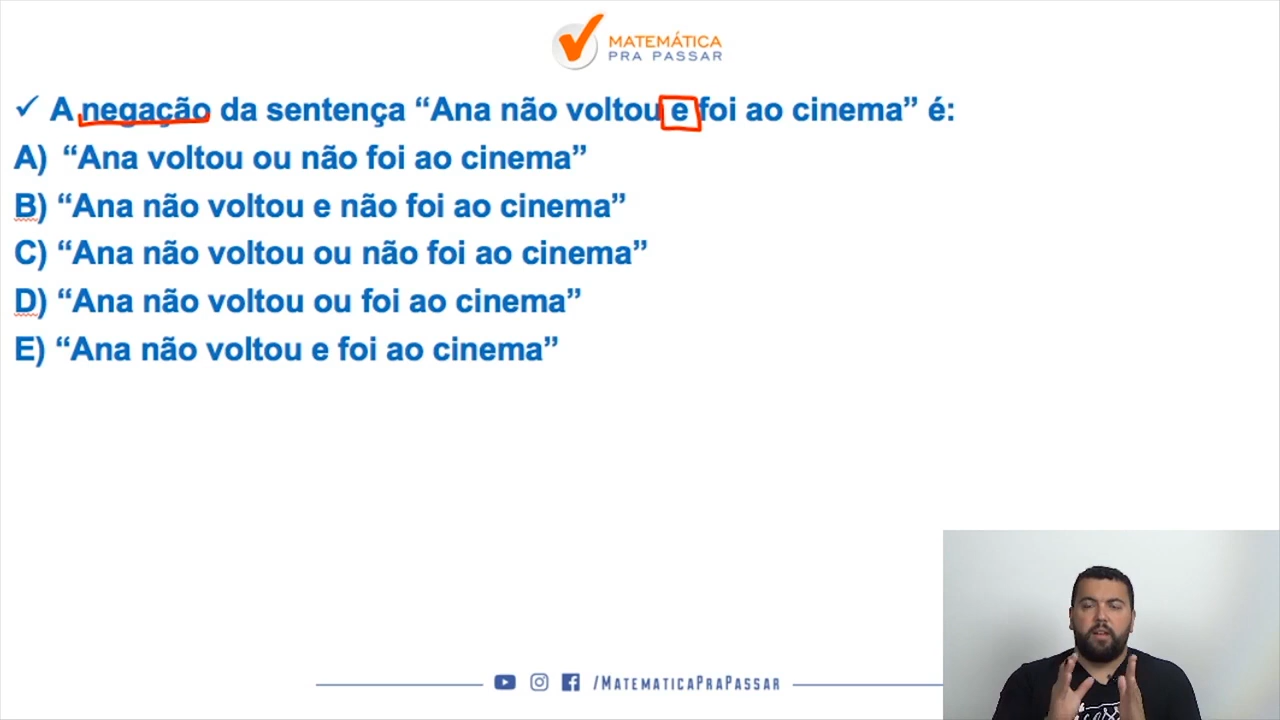 MATEMÁTICA
PRA PASSAR
✓ A negação da sentença “Ana não voltou e foi ao cinema” é:
A) “Ana voltou ou não foi ao cinema”
B) “Ana não voltou e não foi ao cinema”
C) “Ana não voltou ou não foi ao cinema”
D) “Ana não voltou ou foi ao cinema”
E) “Ana não voltou e foi ao cinema”
/MATEMATICAPRAPASSAR